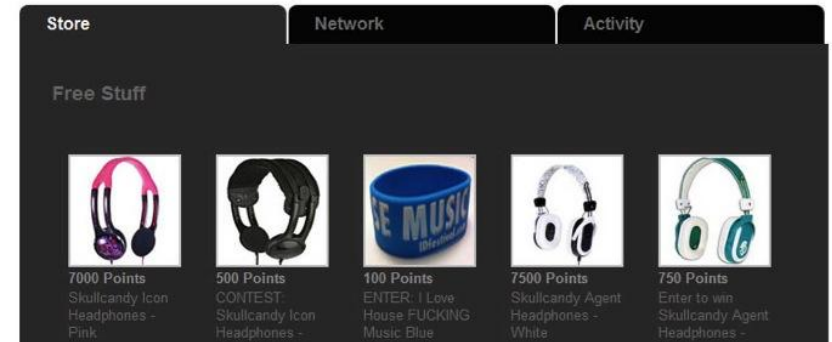 Store
Network
Activity
Free Stuff
7000 Points
Skullcandy Icon
Headphones -
Pink
500 Points
CONTEST:
Skullcandy Icon
Headphones -
SE MUSIC
IDfestival.com
100 Points
ENTER: I Love
House FUCKING
Music Blue
7500 Points
Skullcandy Agent
Headphones -
White
750 Points
Enter to win
Skullcandy Agent
Headphones -